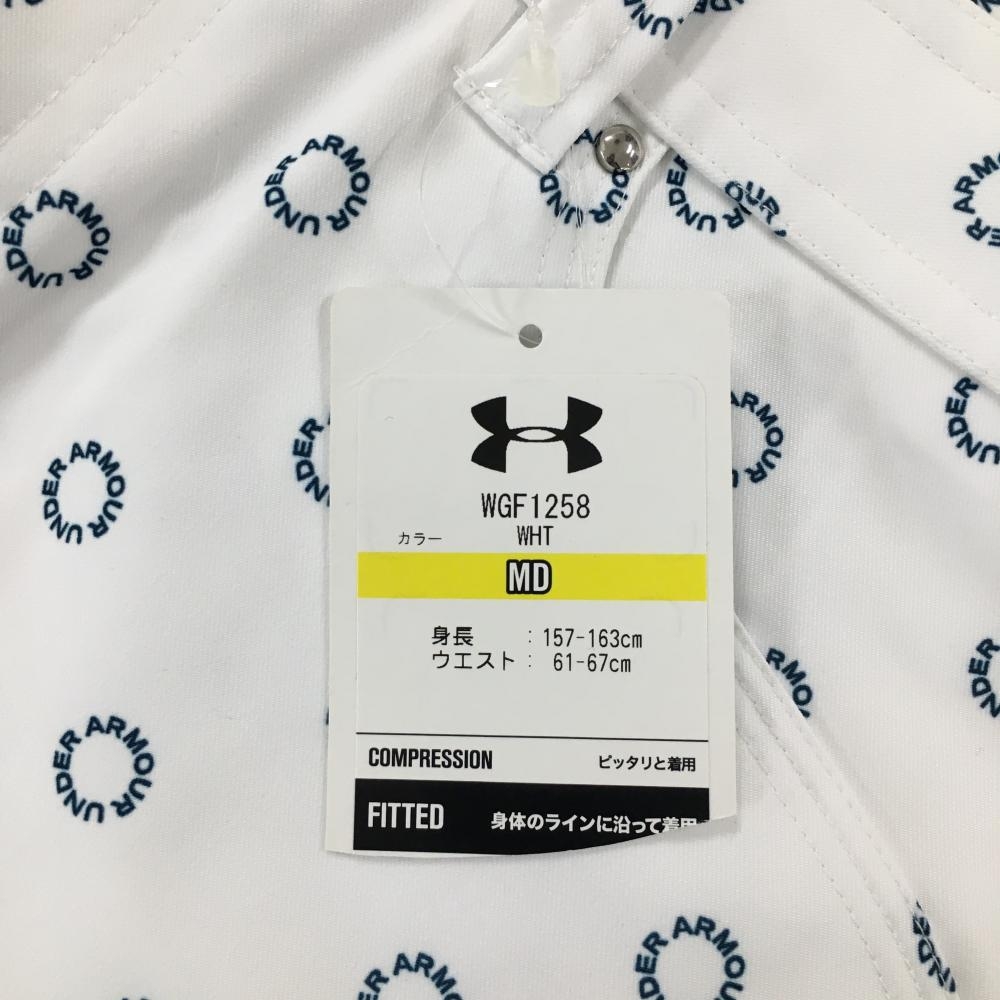 UNDER ARMOUR
UNDER ARMOUR
UNDER ARMOUR
UNDER ARMOUR
WGF1258
カラー WHT
MD
身長 : 157-163cm
ウエスト : 61-67cm
COMPRESSION ピッタリと着用
FITTED 身体のラインに沿って着用